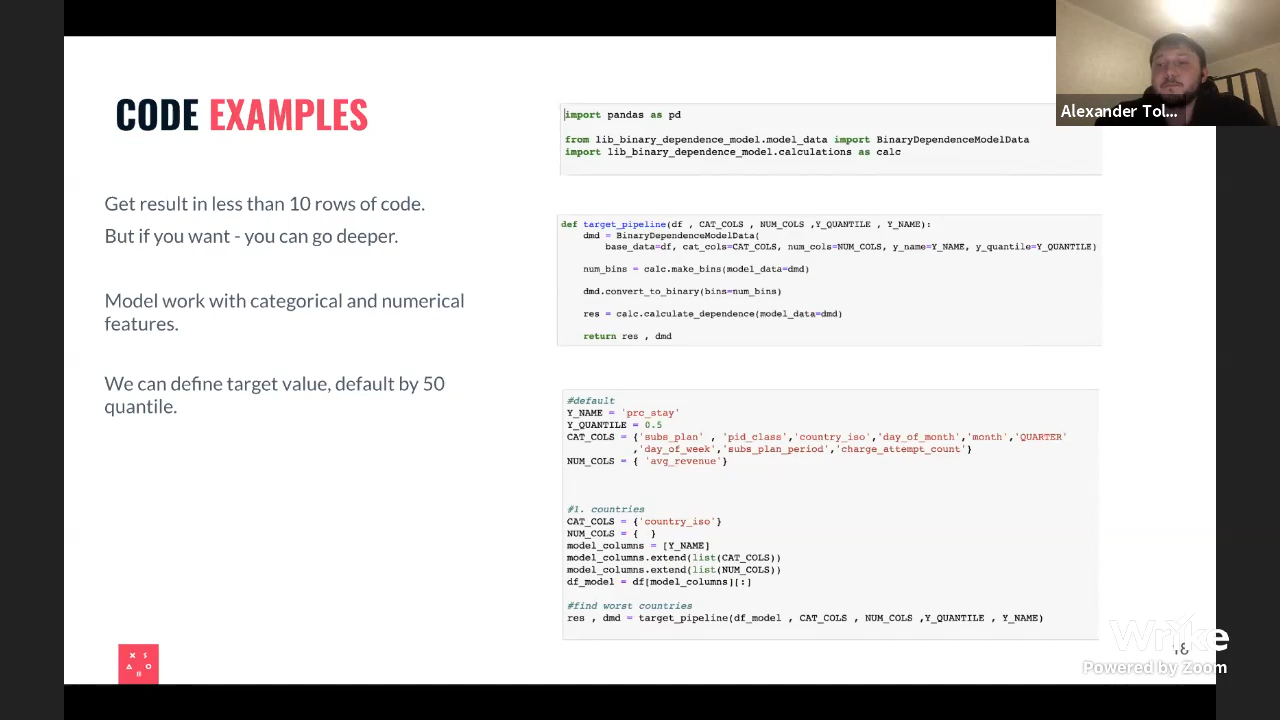 Alexander Tol...
CODE EXAMPLES
Get result in less than 10 rows of code.
But if you want - you can go deeper.
Model work with categorical and numerical
features.
We can define target value, default by 50
quantile.
import pandas as pd
from lib_binary_dependence_model.model_data import BinaryDependenceModelData
import lib_binary_dependence_model.calculations as calc
def target_pipeline(df , CAT_COLS , NUM_COLS ,Y_QUANTILE , Y_NAME):
dmd = BinaryDependenceModelData(
base_data=df, cat_cols=CAT_COLS, num_cols=NUM_COLS, y_name=Y_NAME, y_quantile=Y_QUANTILE)
num_bins = calc.make_bins(model_data=dmd)
dmd.convert_to_binary(bins=num_bins)
res = calc.calculate_dependence(model_data=dmd)
return res , dmd
#default
Y_NAME = 'prc_stay'
Y_QUANTILE = 0.5
CAT_COLS = {'subs_plan' , 'pid_class','country_iso','day_of_month','month','QUARTER'
,'day_of_week','subs_plan_period','charge_attempt_count'}
NUM_COLS = { 'avg_revenue'}
#1. countries
CAT_COLS = {'country_iso'}
NUM_COLS = {  }
model_columns = [Y_NAME]
model_columns.extend(list(CAT_COLS))
model_columns.extend(list(NUM_COLS))
df_model = df[model_columns][:]
#find worst countries
res , dmd = target_pipeline(df_model , CAT_COLS , NUM_COLS ,Y_QUANTILE , Y_NAME)
Wrike
Powered by Zoom